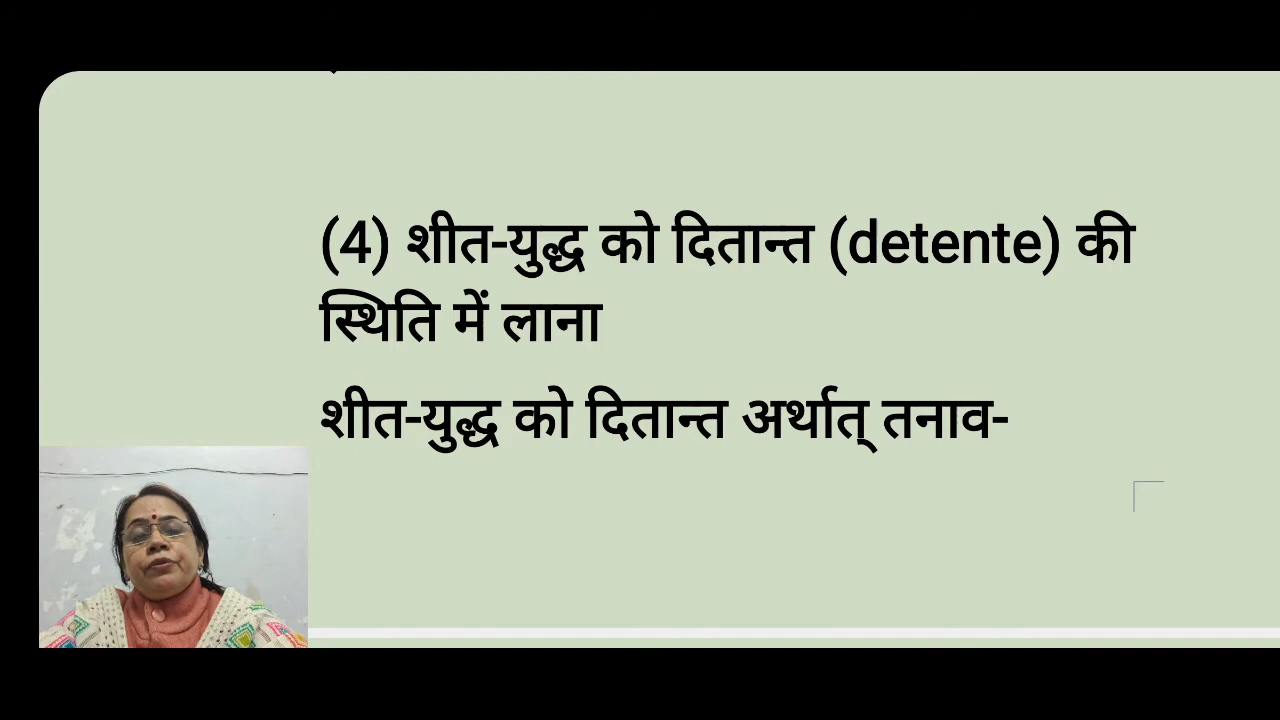 (4) शीत-युद्ध को दितान्त (detente) की
स्थिति में लाना
शीत-युद्ध को दितान्त अर्थात् तनाव-